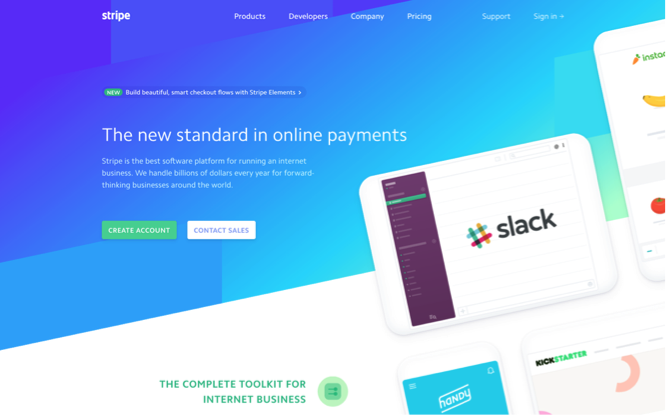 stripe
Products Developers Company Pricing Support Sign in →
NEW Build beautiful, smart checkout flows with Stripe Elements >
The new standard in online payments
Stripe is the best software platform for running an internet
business. We handle billions of dollars every year for forward-
thinking businesses around the world.
CREATE ACCOUNT CONTACT SALES
slack
KICKSTARTER
handy
THE COMPLETE TOOLKIT FOR
INTERNET BUSINESS